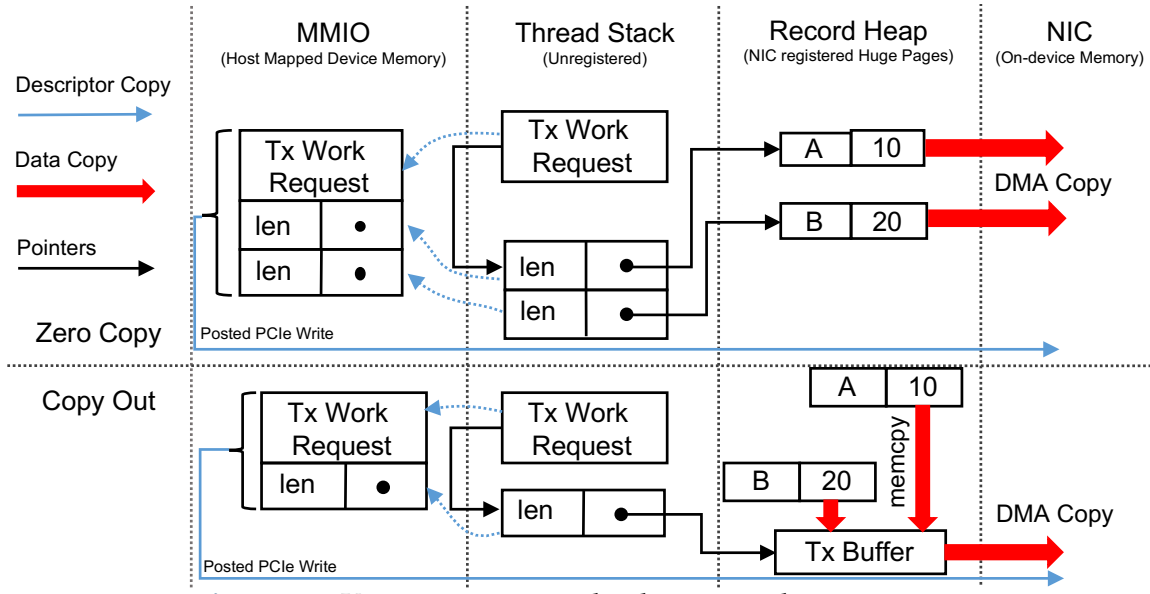 MMIO
(Host Mapped Device Memory)
Thread Stack
(Unregistered)
Record Heap
(NIC registered Huge Pages)
NIC
(On-device Memory)
Descriptor Copy
Data Copy
Pointers
Zero Copy
Tx Work
Request
len
len
Posted PCIe Write
Tx Work
Request
len
len
A 10
B 20
DMA Copy
Copy Out
Tx Work
Request
len
Posted PCIe Write
Tx Work
Request
len
A 10
memcpy
B 20
Tx Buffer
DMA Copy